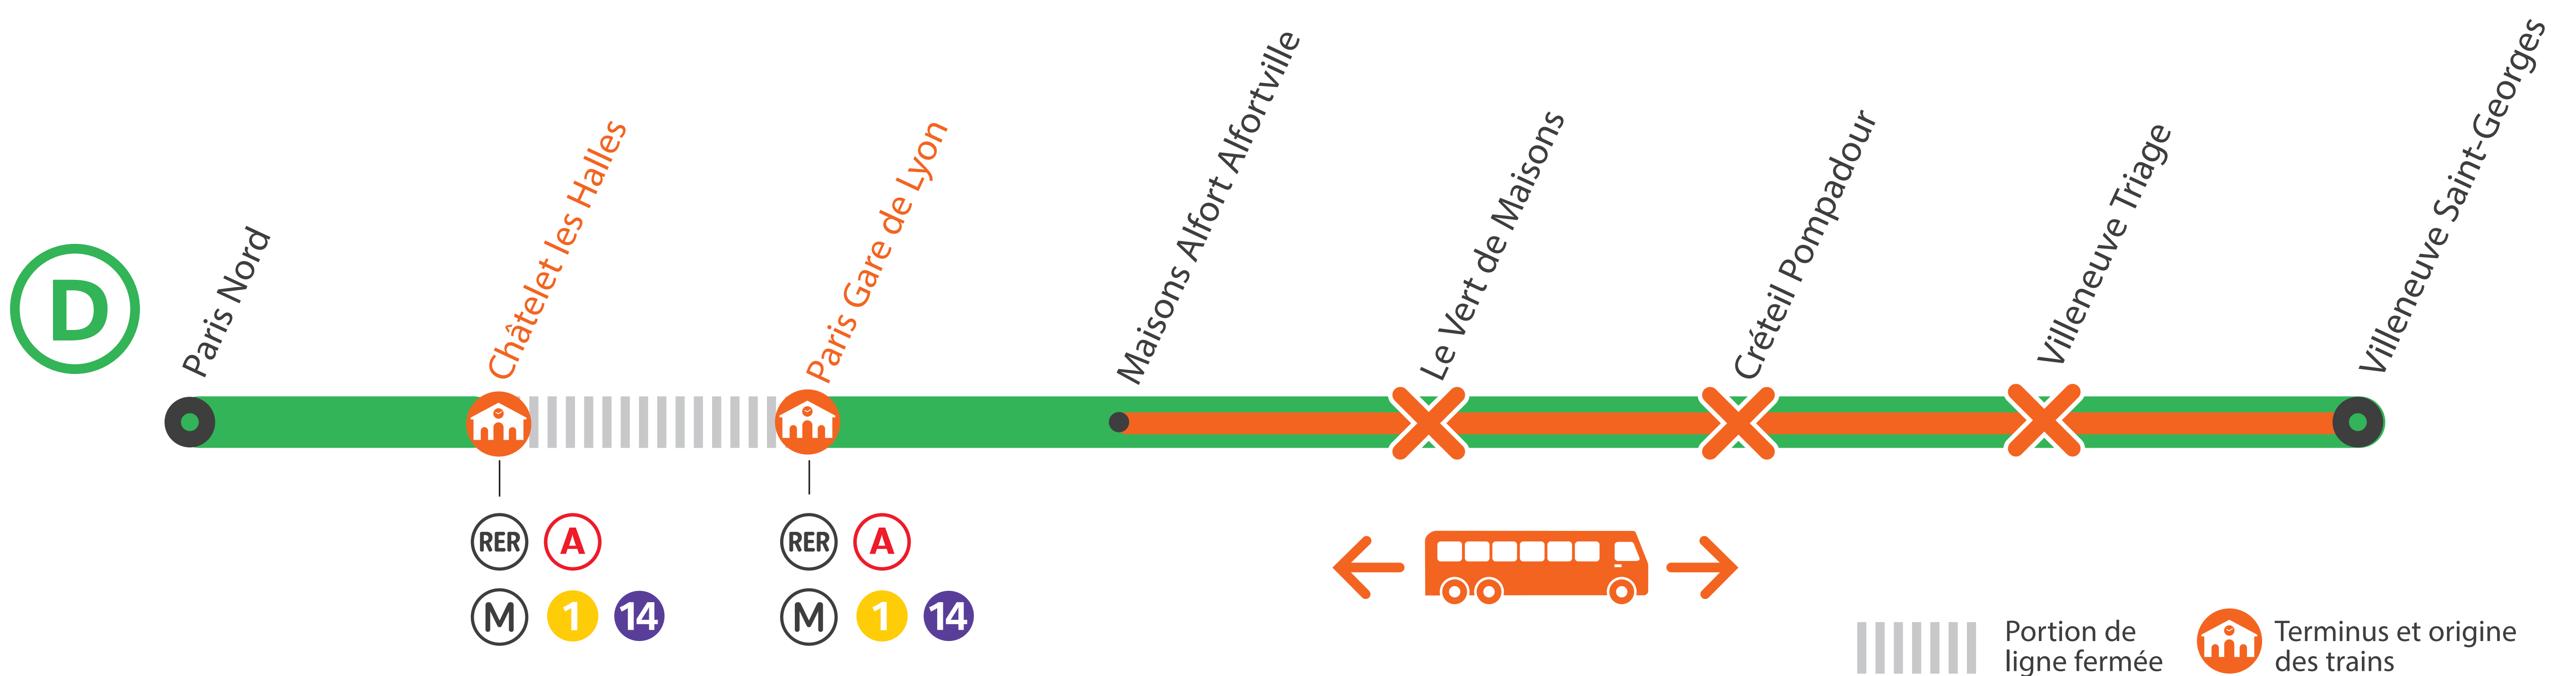 D
Paris Nord
Châtelet les Halles
Paris Gare de Lyon
Maisons Alfort Alfortville
Le Vert de Maisons
Créteil Pompadour
Villeneuve Triage
Villeneuve Saint-Georges
RER A
M 1 14
RER A
M 1 14
Portion de
ligne fermée
Terminus et origine
des trains